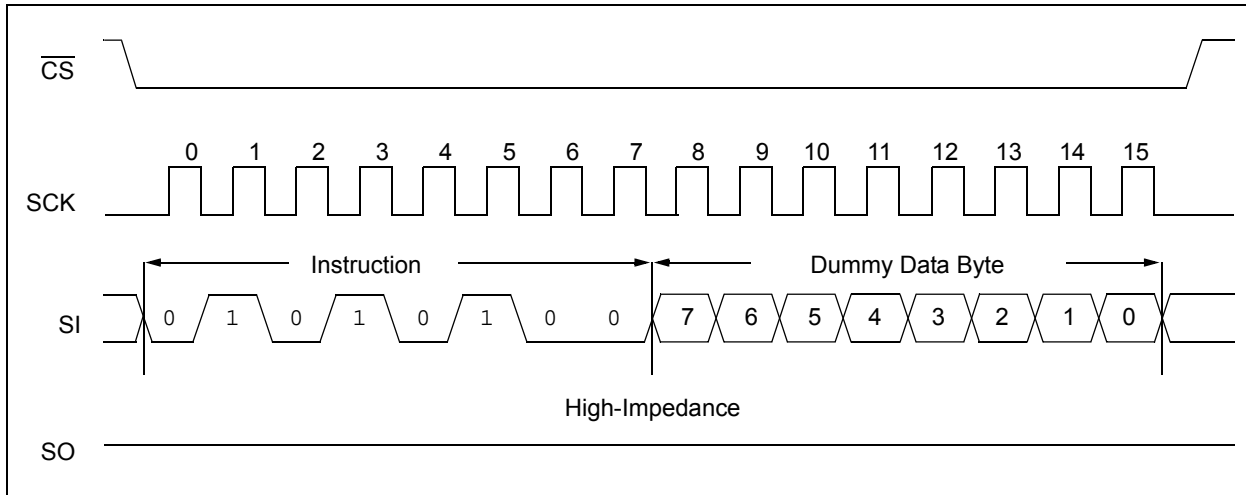 CS
0 1 2 3 4 5 6 7 8 9 10 11 12 13 14 15
SCK
Instruction Dummy Data Byte
SI 0 1 0 1 0 1 0 0 7 6 5 4 3 2 1 0
High-Impedance
SO